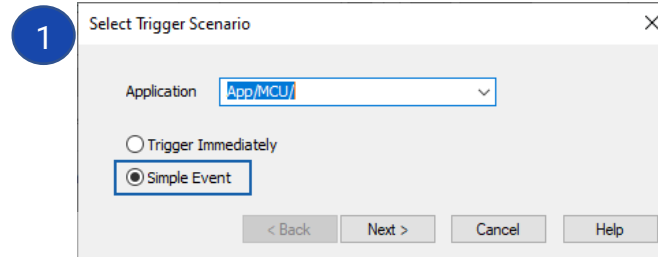 1
Select Trigger Scenario
Application App/MCU/
Trigger Immediately
Simple Event
< Back Next > Cancel Help